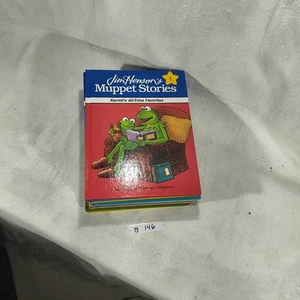 Jim Henson's
Muppet Stories
1
Kermit's All-Time Favorites
B 146